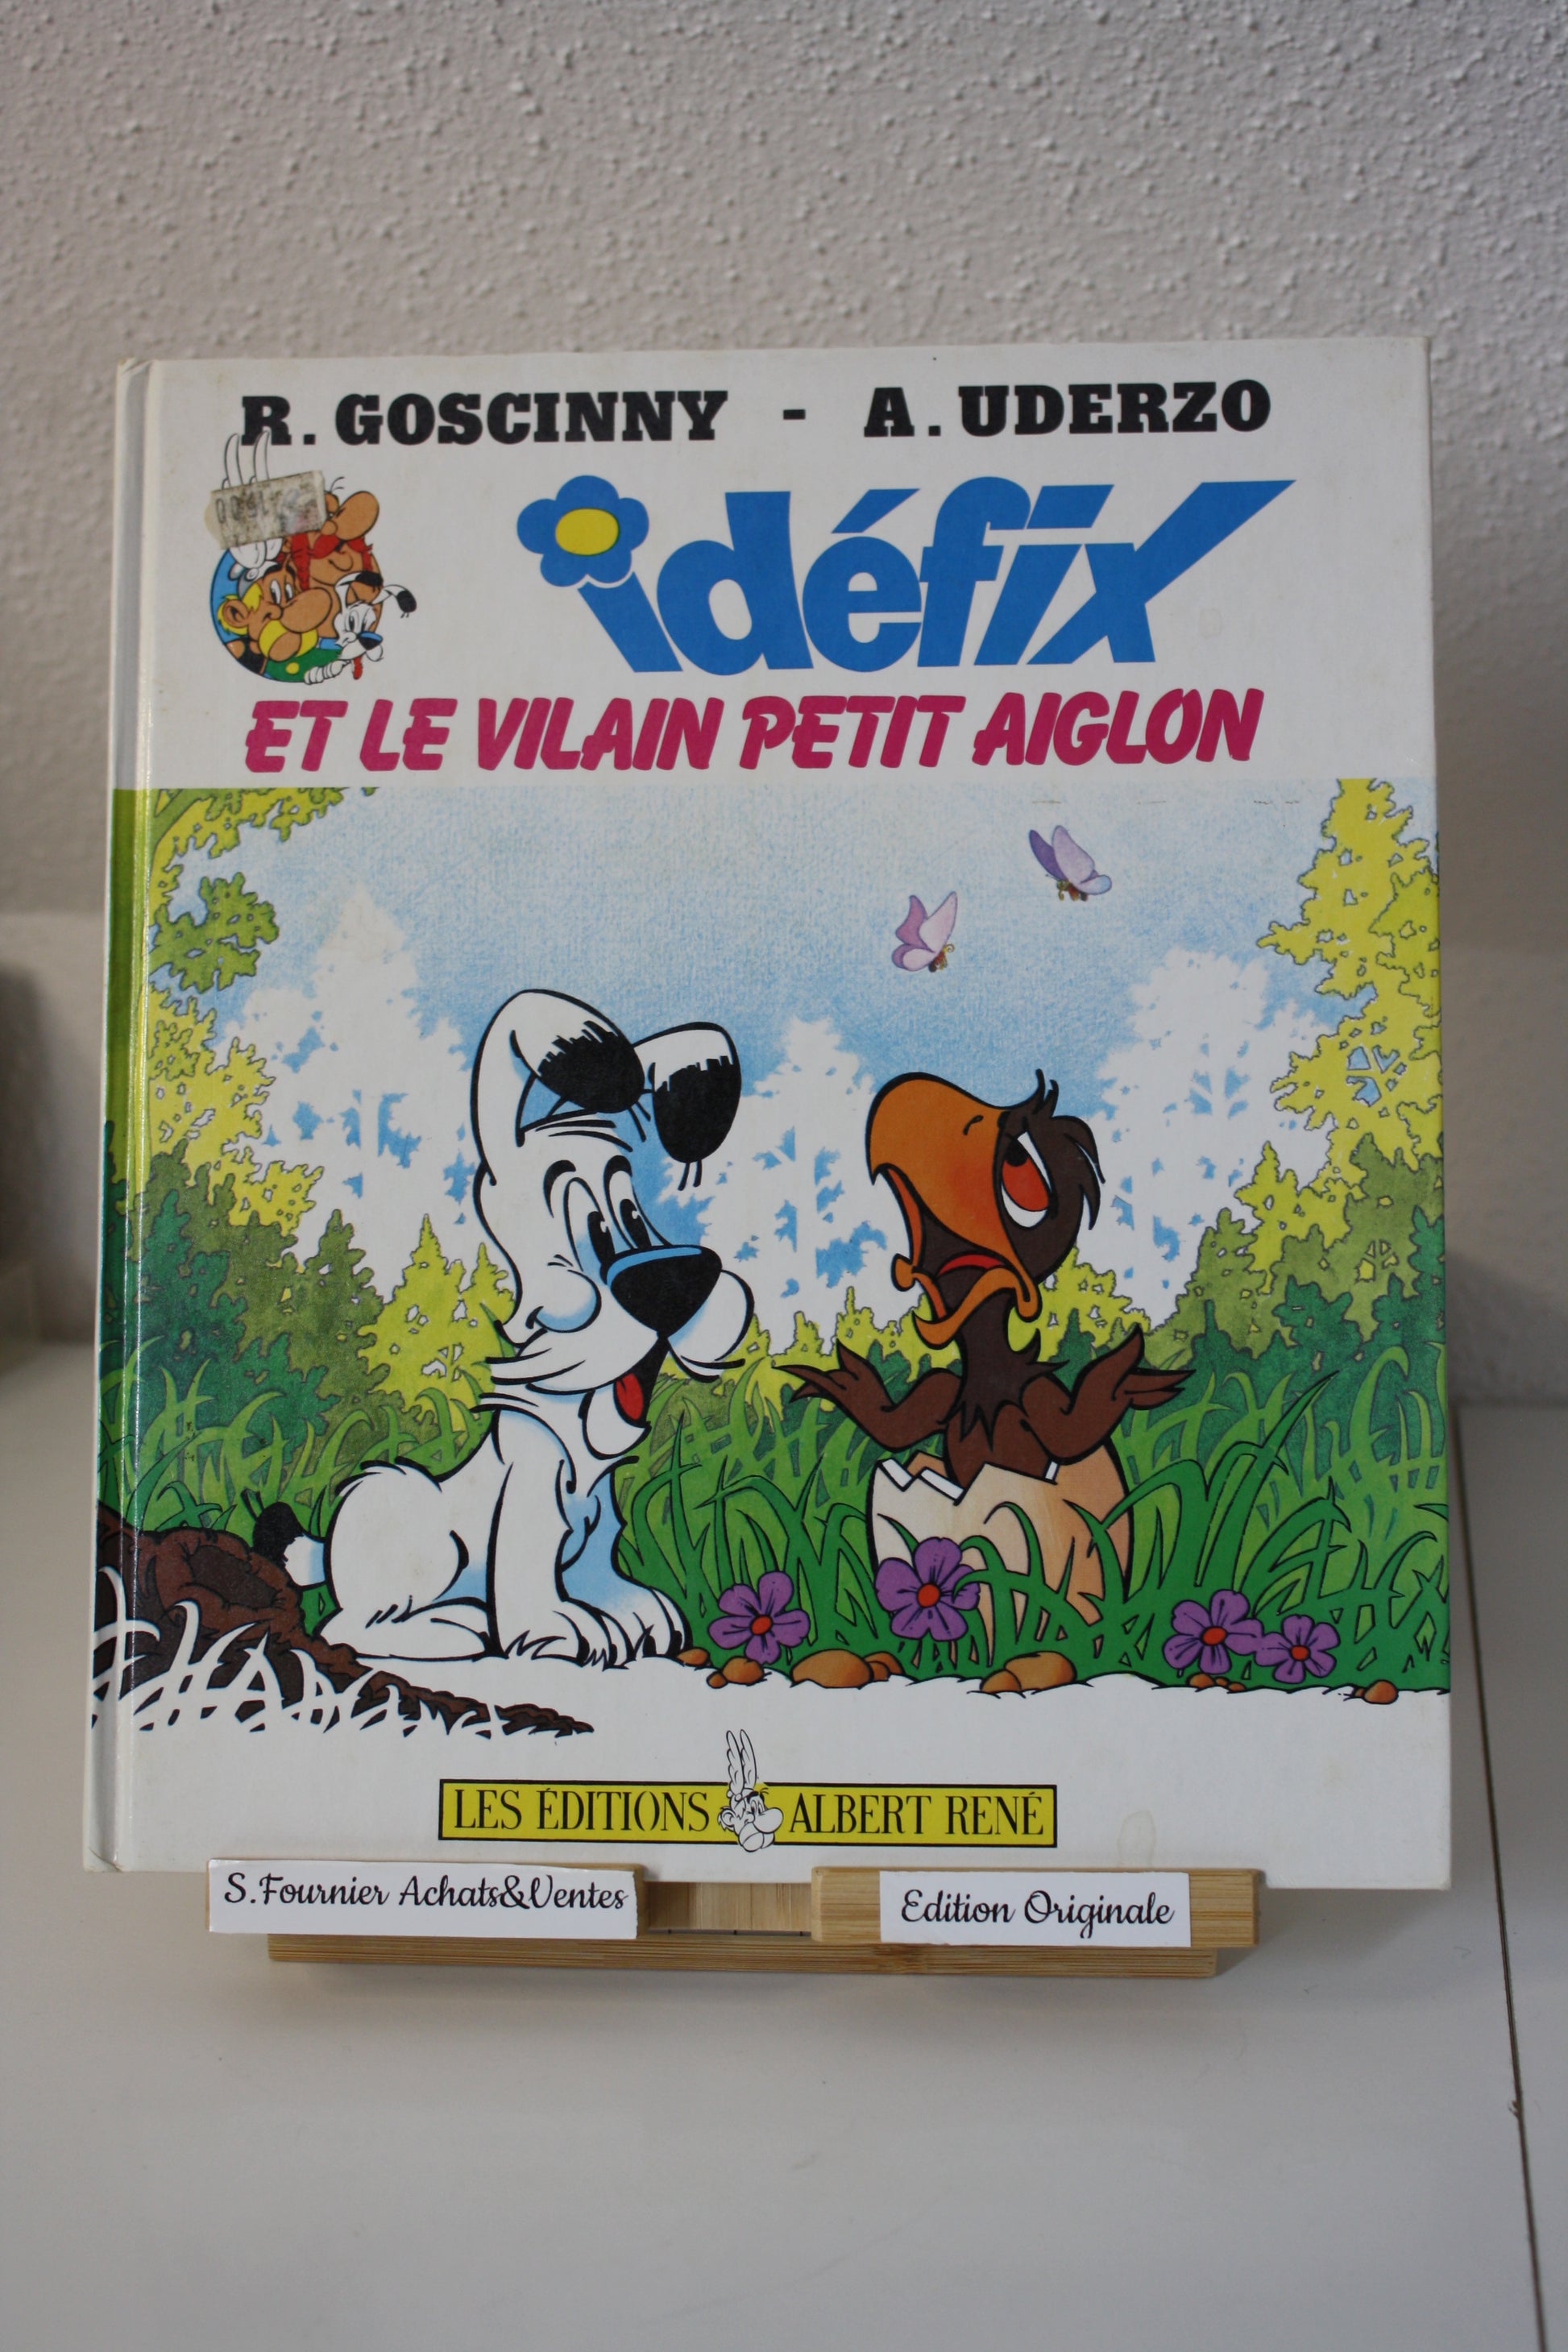 R. GOSCINNY - A. UDERZO
idéfix
ET LE VILAIN PETIT AIGLON
LES ÉDITIONS ALBERT RENÉ
S.Fournier Achats&Ventes
Edition Originale